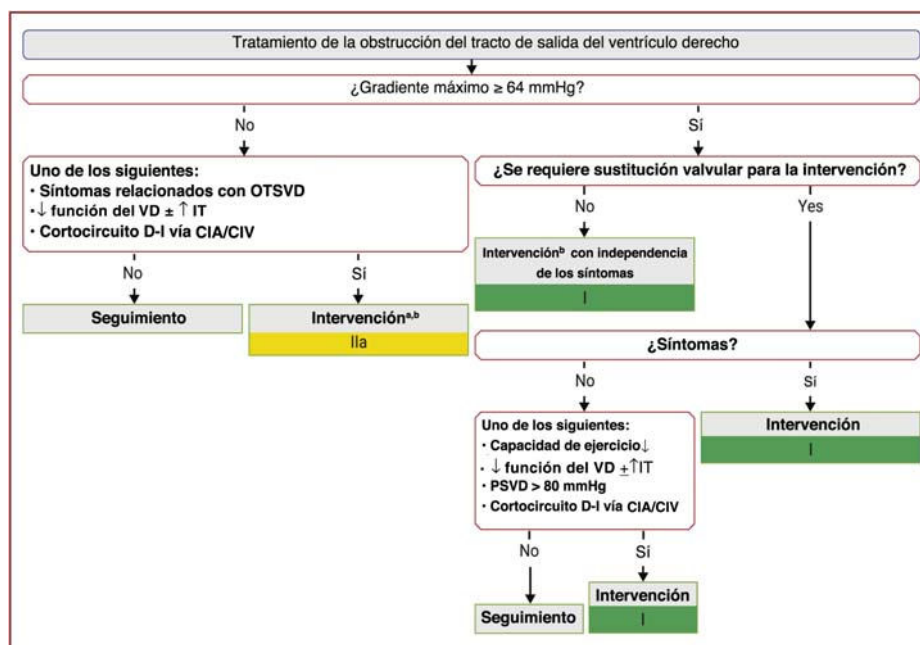 Tratamiento de la obstrucción del tracto de salida del ventrículo derecho
¿Gradiente máximo ≥ 64 mmHg?
No
Sí
Uno de los siguientes:
• Síntomas relacionados con OTSVD
• ↓ función del VD ± ↑ IT
• Cortocircuito D-I vía CIA/CIV
No
Sí
Seguimiento
Intervenciónᵃ,ᵇ
IIa
¿Se requiere sustitución valvular para la intervención?
No
Yes
Intervenciónᵇ con independencia
de los síntomas
I
¿Síntomas?
No
Sí
Uno de los siguientes:
• Capacidad de ejercicio↓
• ↓ función del VD ±↑IT
• PSVD > 80 mmHg
• Cortocircuito D-I vía CIA/CIV
Intervención
I
No
Sí
Seguimiento
Intervención
I